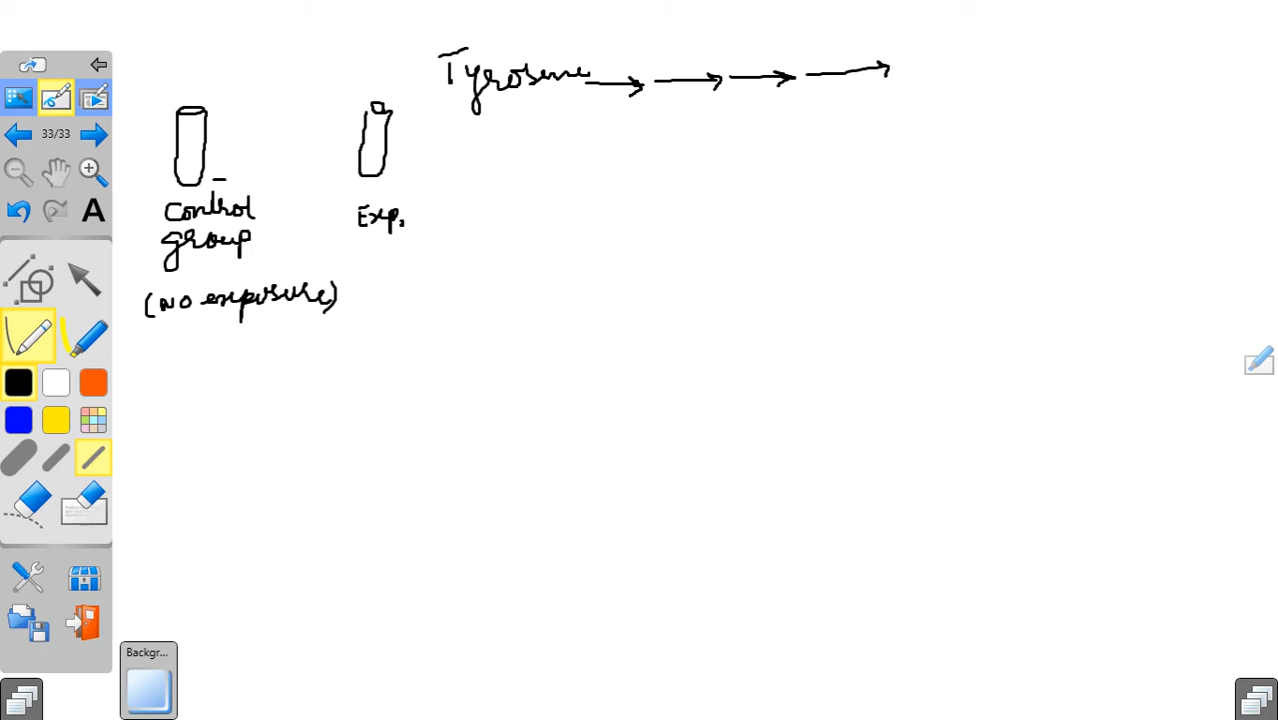 Tyrosine
33/33
A
Control
group
Exp.
(No exposure)
Backgr...